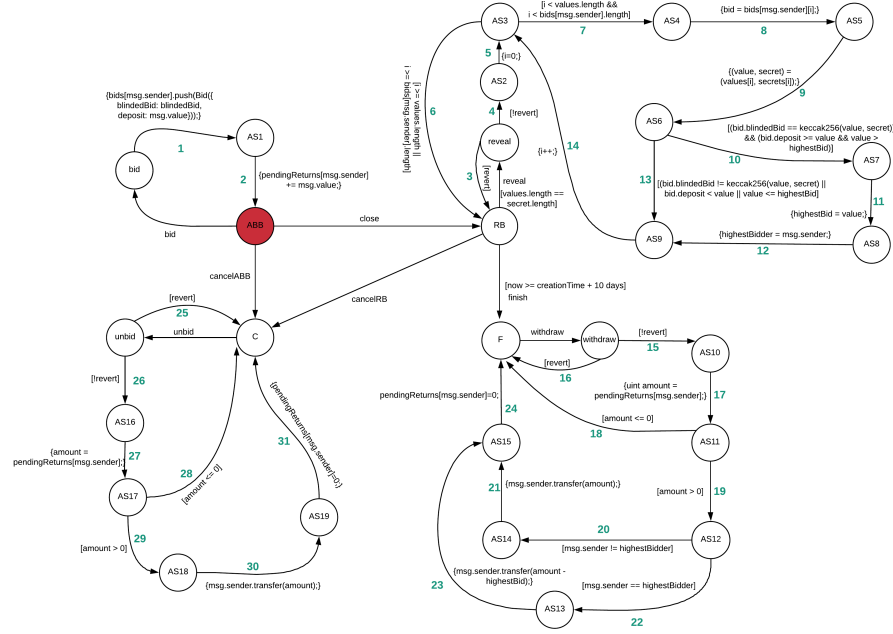 [i < values.length &&
i < bids[msg.sender].length]
7
{bid = bids[msg.sender][i];}
8
AS3
AS4
AS5
5
{i=0;}
AS2
{(value, secret) =
(values[i], secrets[i]);}
9
[i >= values.length ||
i >= bids[msg.sender].length]
6
4
[!revert]
{bids[msg.sender].push(Bid({
blindedBid: blindedBid,
deposit: msg.value}));}
AS1
1
bid
2
{pendingReturns[msg.sender]
+= msg.value;}
reveal
3
[revert]
reveal
[values.length ==
secret.length]
{i++;}
14
AS6
[(bid.blindedBid == keccak256(value, secret)
&& (bid.deposit >= value && value >
highestBid)]
10
AS7
13
[(bid.blindedBid != keccak256(value, secret) ||
bid.deposit < value || value <= highestBid]
11
{highestBid = value;}
ABB
bid
close
RB
AS9
{highestBidder = msg.sender;}
12
AS8
cancelABB
cancelRB
[now >= creationTime + 10 days]
finish
[revert]
25
unbid
unbid
C
F
withdraw
withdraw
[!revert]
15
AS10
[revert]
16
[!revert]
26
{uint amount =
pendingReturns[msg.sender];}
17
pendingReturns[msg.sender]=0;
24
[amount <= 0]
18
AS16
{amount =
pendingReturns[msg.sender];}
27
28
[amount <= 0]
{pendingReturns[msg.sender]=0;}
31
AS15
AS11
AS17
AS19
21
{msg.sender.transfer(amount);}
[amount > 0]
19
29
[amount > 0]
AS18
30
{msg.sender.transfer(amount);}
AS14
20
[msg.sender != highestBidder]
AS12
{msg.sender.transfer(amount -
highestBid);}
23
[msg.sender == highestBidder]
AS13
22